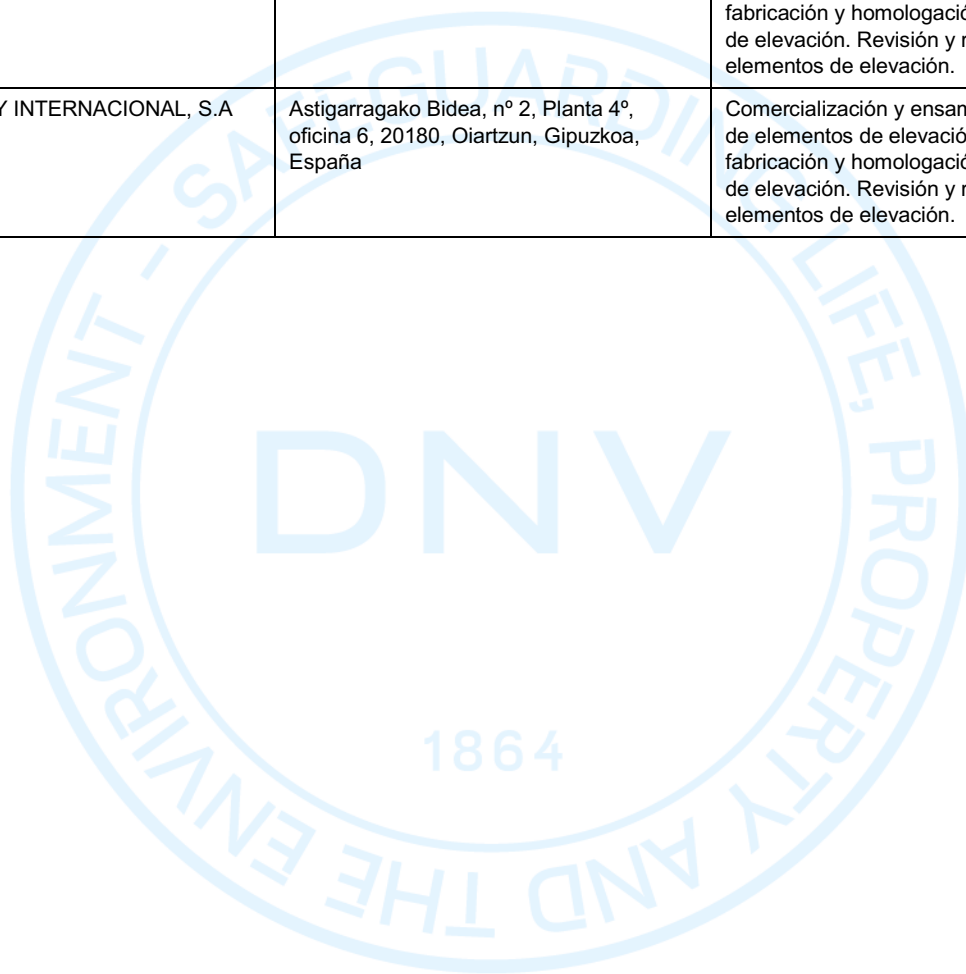 fabricación y homologació
de elevación. Revisión y
elementos de elevación.
Y INTERNACIONAL, S.A
Astigarragako Bidea, nº 2, Planta 4º,
oficina 6, 20180, Oiartzun, Gipuzkoa,
España
Comercialización y ensam
de elementos de elevació
fabricación y homologació
de elevación. Revisión y
elementos de elevación.
SAFEGUARDING LIFE, PROPERTY AND THE ENVIRONMENT -
DNV
1864